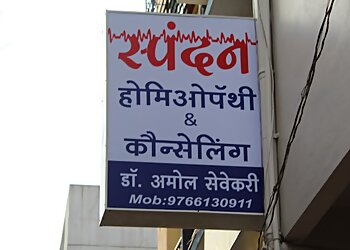 स्पंदन
होमिओपॅथी
&
कौन्सेलिंग
डॉ. अमोल सेवेकरी
Mob:9766130911